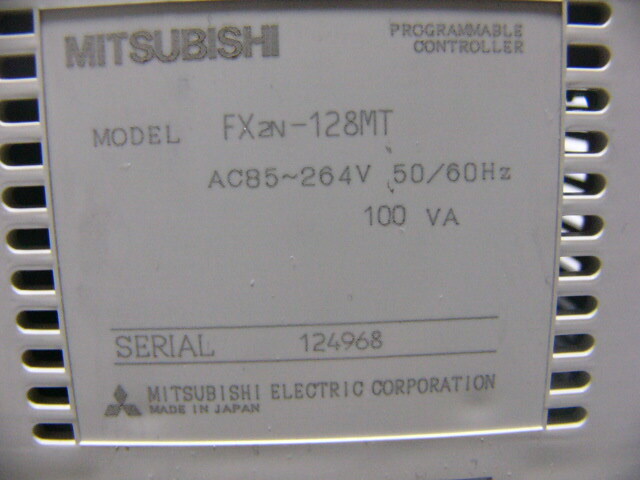 MITSUBISHI
PROGRAMMABLE
CONTROLLER
MODEL FX2N-128MT
AC85~264V 50/60Hz
100 VA
SERIAL 124968
MITSUBISHI ELECTRIC CORPORATION
MADE IN JAPAN